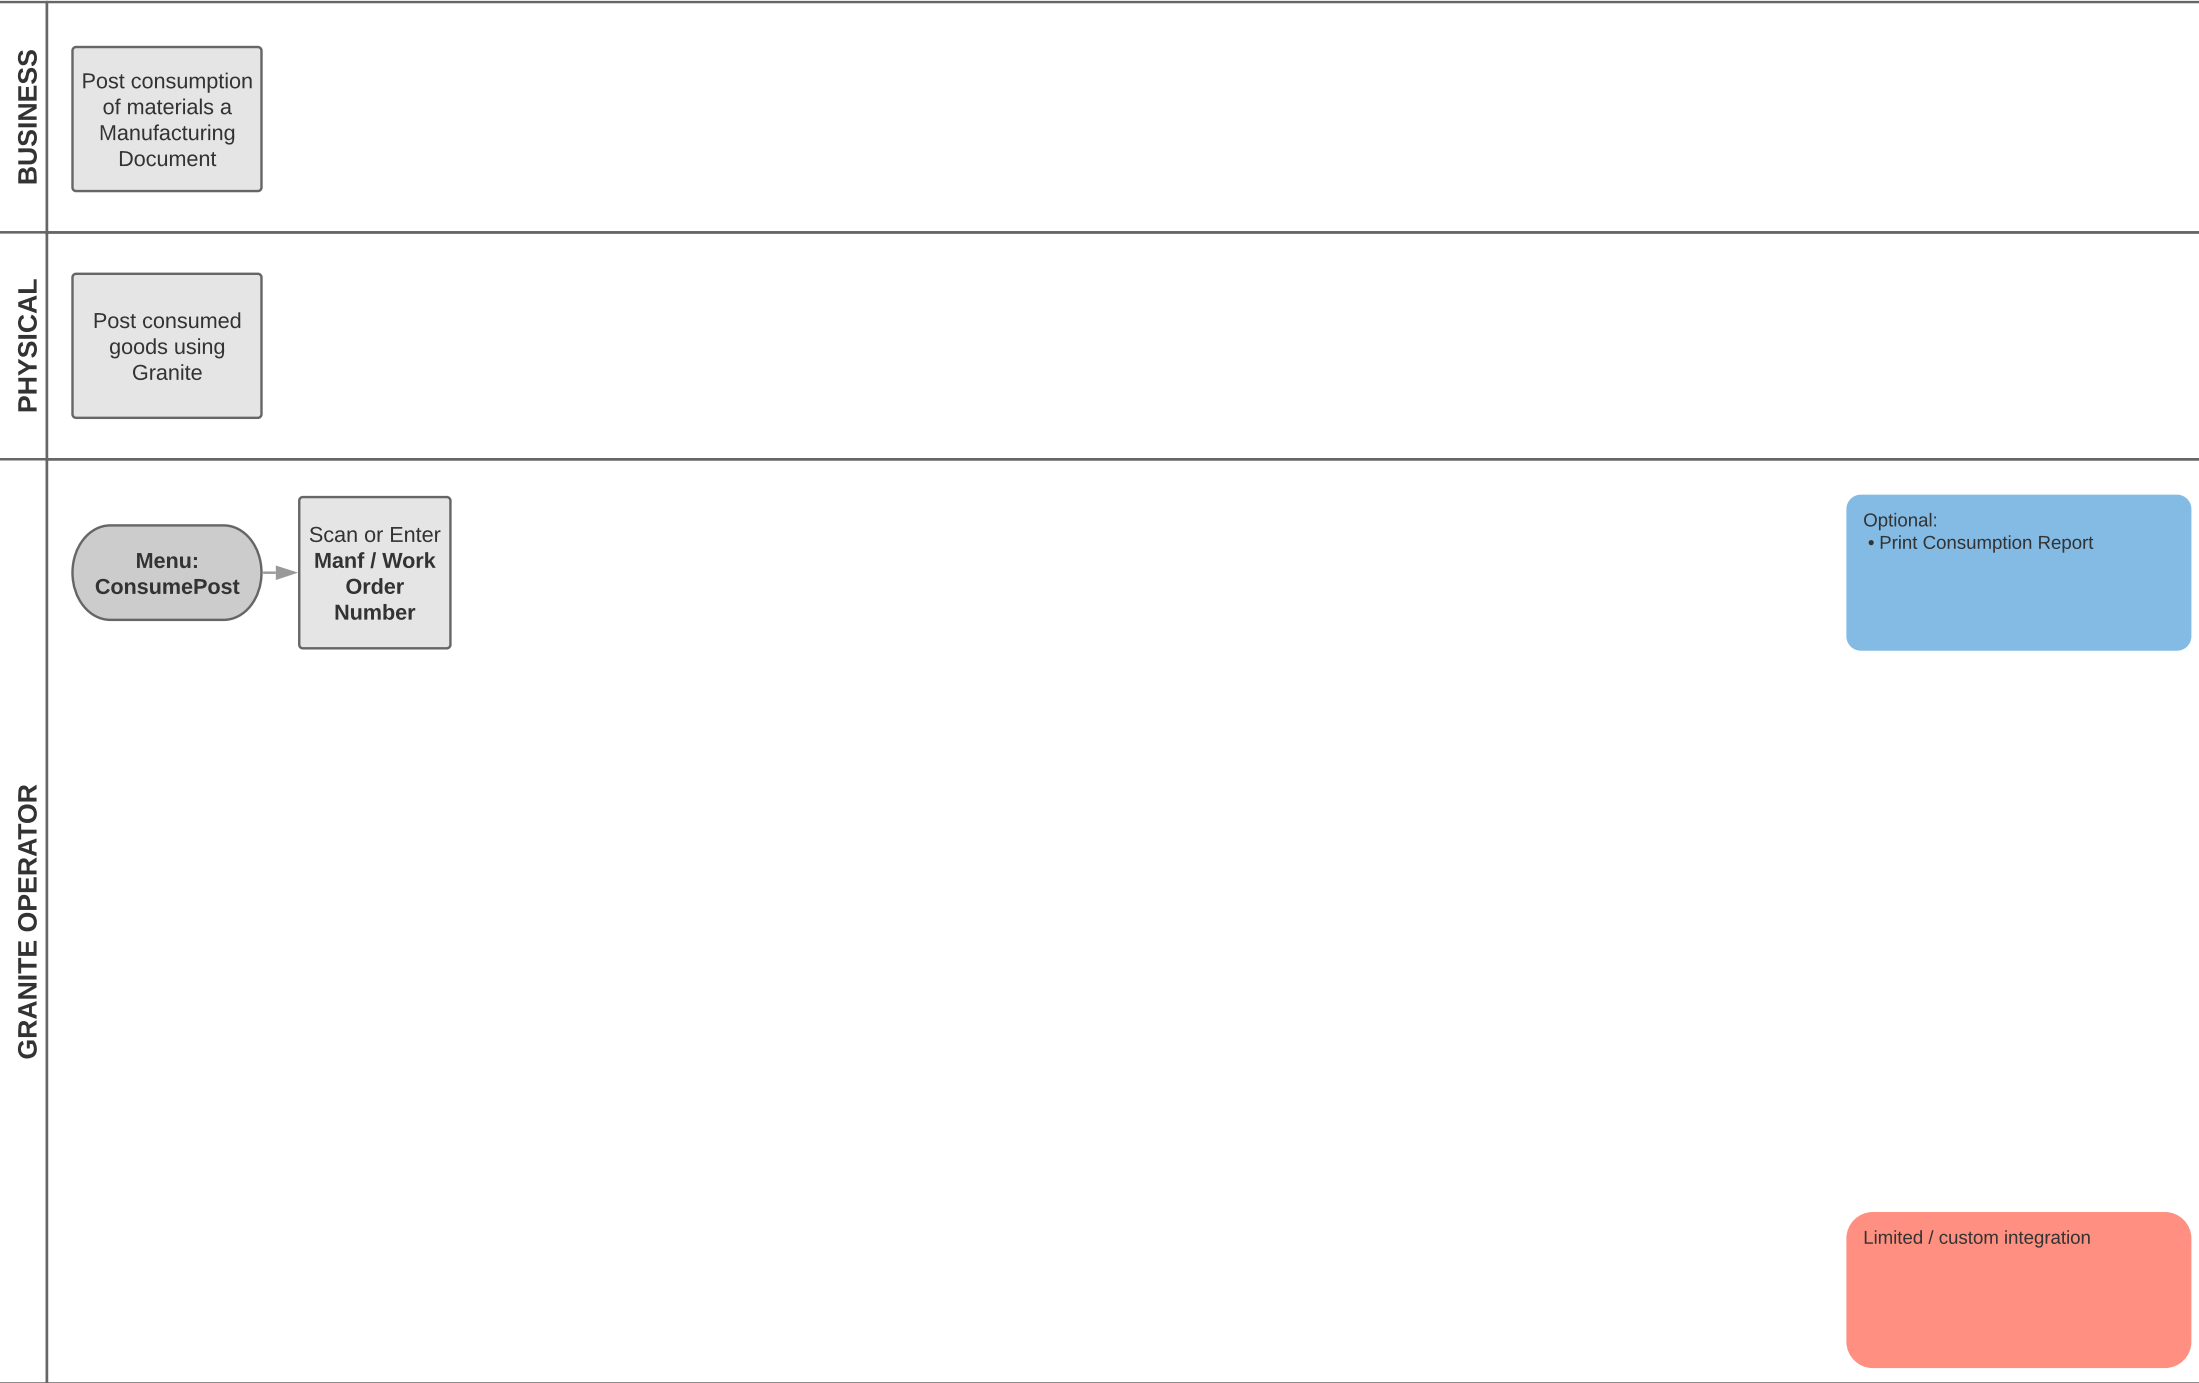 BUSINESS
Post consumption
of materials a
Manufacturing
Document
PHYSICAL
Post consumed
goods using
Granite
GRANITE OPERATOR
Menu:
ConsumePost
Scan or Enter
Manf / Work
Order
Number
Optional:
• Print Consumption Report
Limited / custom integration